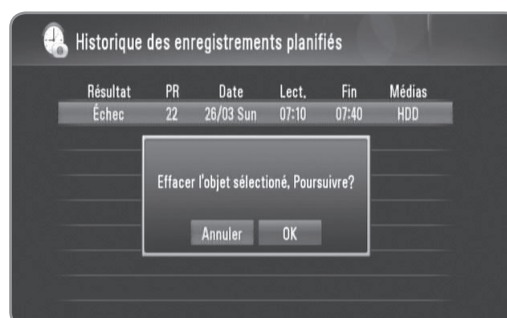 Historique des enregistrements planifiés
Résultat PR Date Lect. Fin Médias
Échec 22 26/03 Sun 07:10 07:40 HDD
Effacer l'objet sélectioné, Poursuivre?
Annuler OK